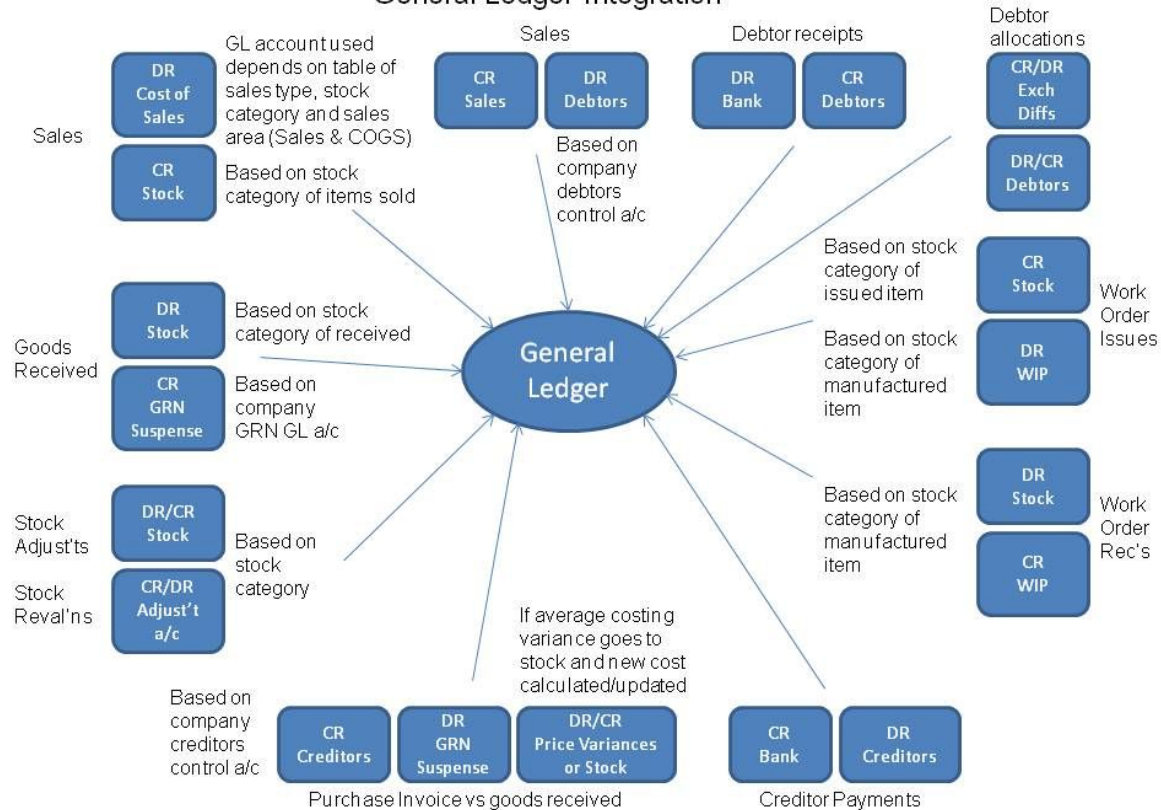 General Ledger Integration
Sales
DR
Cost of
Sales
CR
Stock
GL account used
depends on table of
sales type, stock
category and sales
area (Sales & COGS)
Based on stock
category of items sold
Sales
CR
Sales
DR
Debtors
Based on
company
debtors
control a/c
Debtor receipts
DR
Bank
CR
Debtors
Debtor
allocations
CR/DR
Exch
Diffs
DR/CR
Debtors
Based on stock
category of
issued item
CR
Stock
Based on stock
category of
manufactured
item
DR
WIP
Work
Order
Issues
Goods
Received
DR
Stock
CR
GRN
Suspense
Based on stock
category of received
Based on
company
GRN GL a/c
General
Ledger
Based on stock
category of
manufactured
item
DR
Stock
CR
WIP
Work
Order
Rec's
Stock
Adjust'ts
Stock
Reval'ns
DR/CR
Stock
CR/DR
Adjust't
a/c
Based on
stock
category
If average costing
variance goes to
stock and new cost
calculated/updated
Based on
company
creditors
control a/c
CR
Creditors
DR
GRN
Suspense
DR/CR
Price Variances
or Stock
Purchase Invoice vs goods received
CR
Bank
DR
Creditors
Creditor Payments